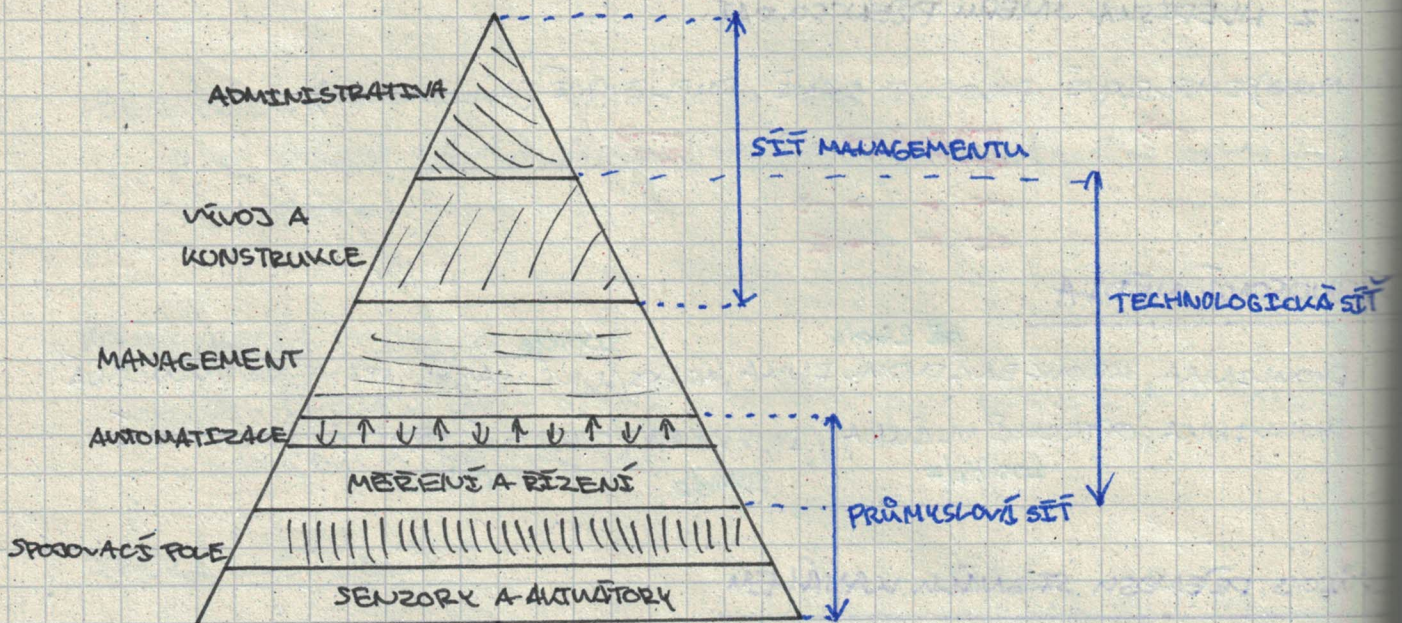 ADMINISTRATIVA
SÍŤ MANAGEMENTU
VÝVOJ A
KONSTRUKCE
TECHNOLOGICKÁ SÍŤ
MANAGEMENT
AUTOMATIZACE
MĚŘENÍ A ŘÍZENÍ
PRŮMYSLOVÁ SÍŤ
SPOJOVACÍ POLE
SENZORY A AKTUÁTORY